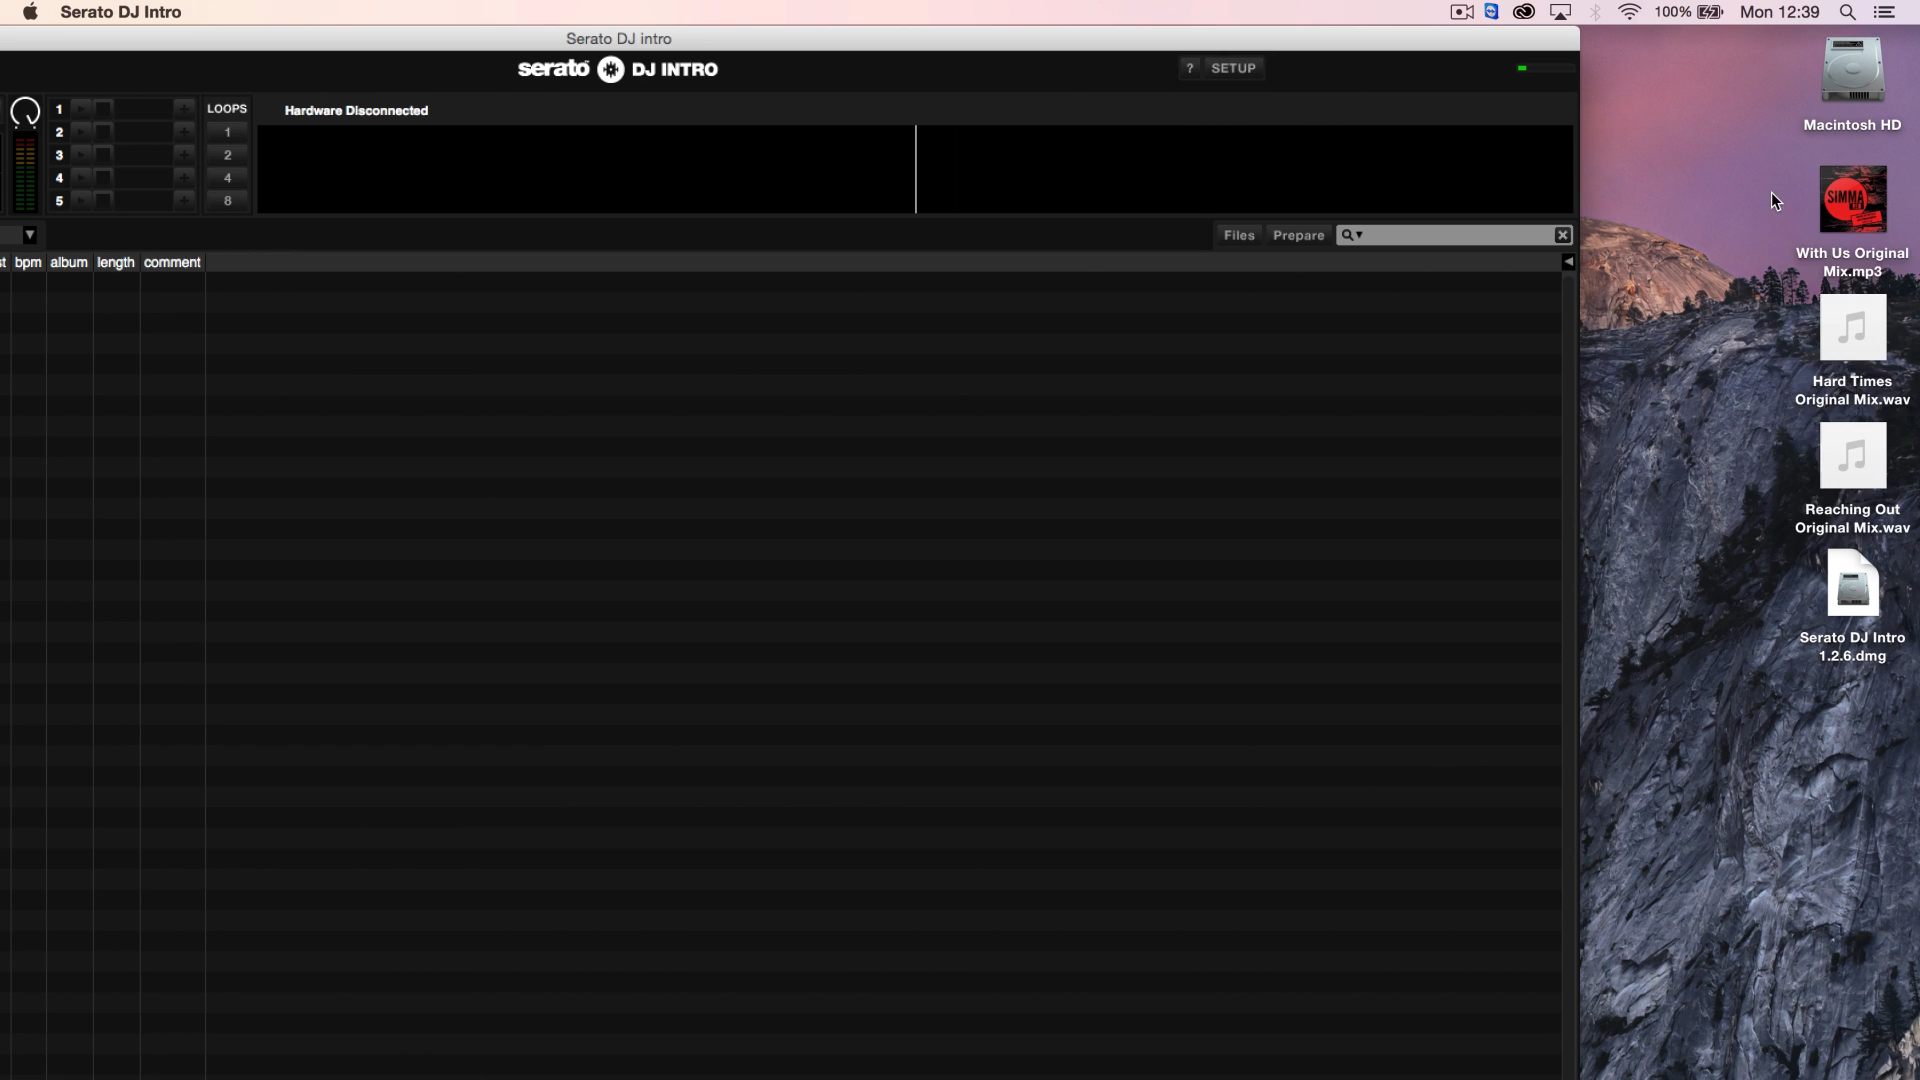 Serato DJ Intro
100%
Mon 12:39
Serato DJ intro
serato DJ INTRO
? SETUP
1
2
3
4
5
LOOPS
1
2
4
8
Hardware Disconnected
Files Prepare
st bpm album length comment
Macintosh HD
SIMMA
With Us Original
Mix.mp3
Hard Times
Original Mix.wav
Reaching Out
Original Mix.wav
Serato DJ Intro
1.2.6.dmg